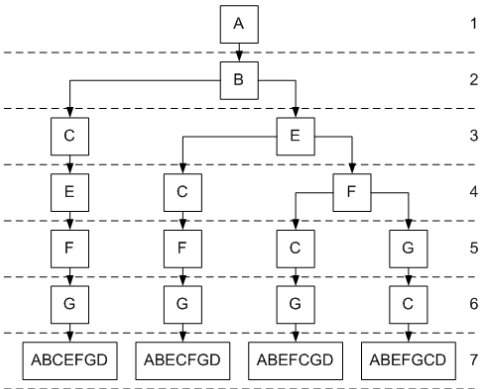 A 1
B 2
C E 3
E C F 4
F F C G 5
G G G C 6
ABCEFGD ABECFGD ABEFCGD ABEFGCD 7